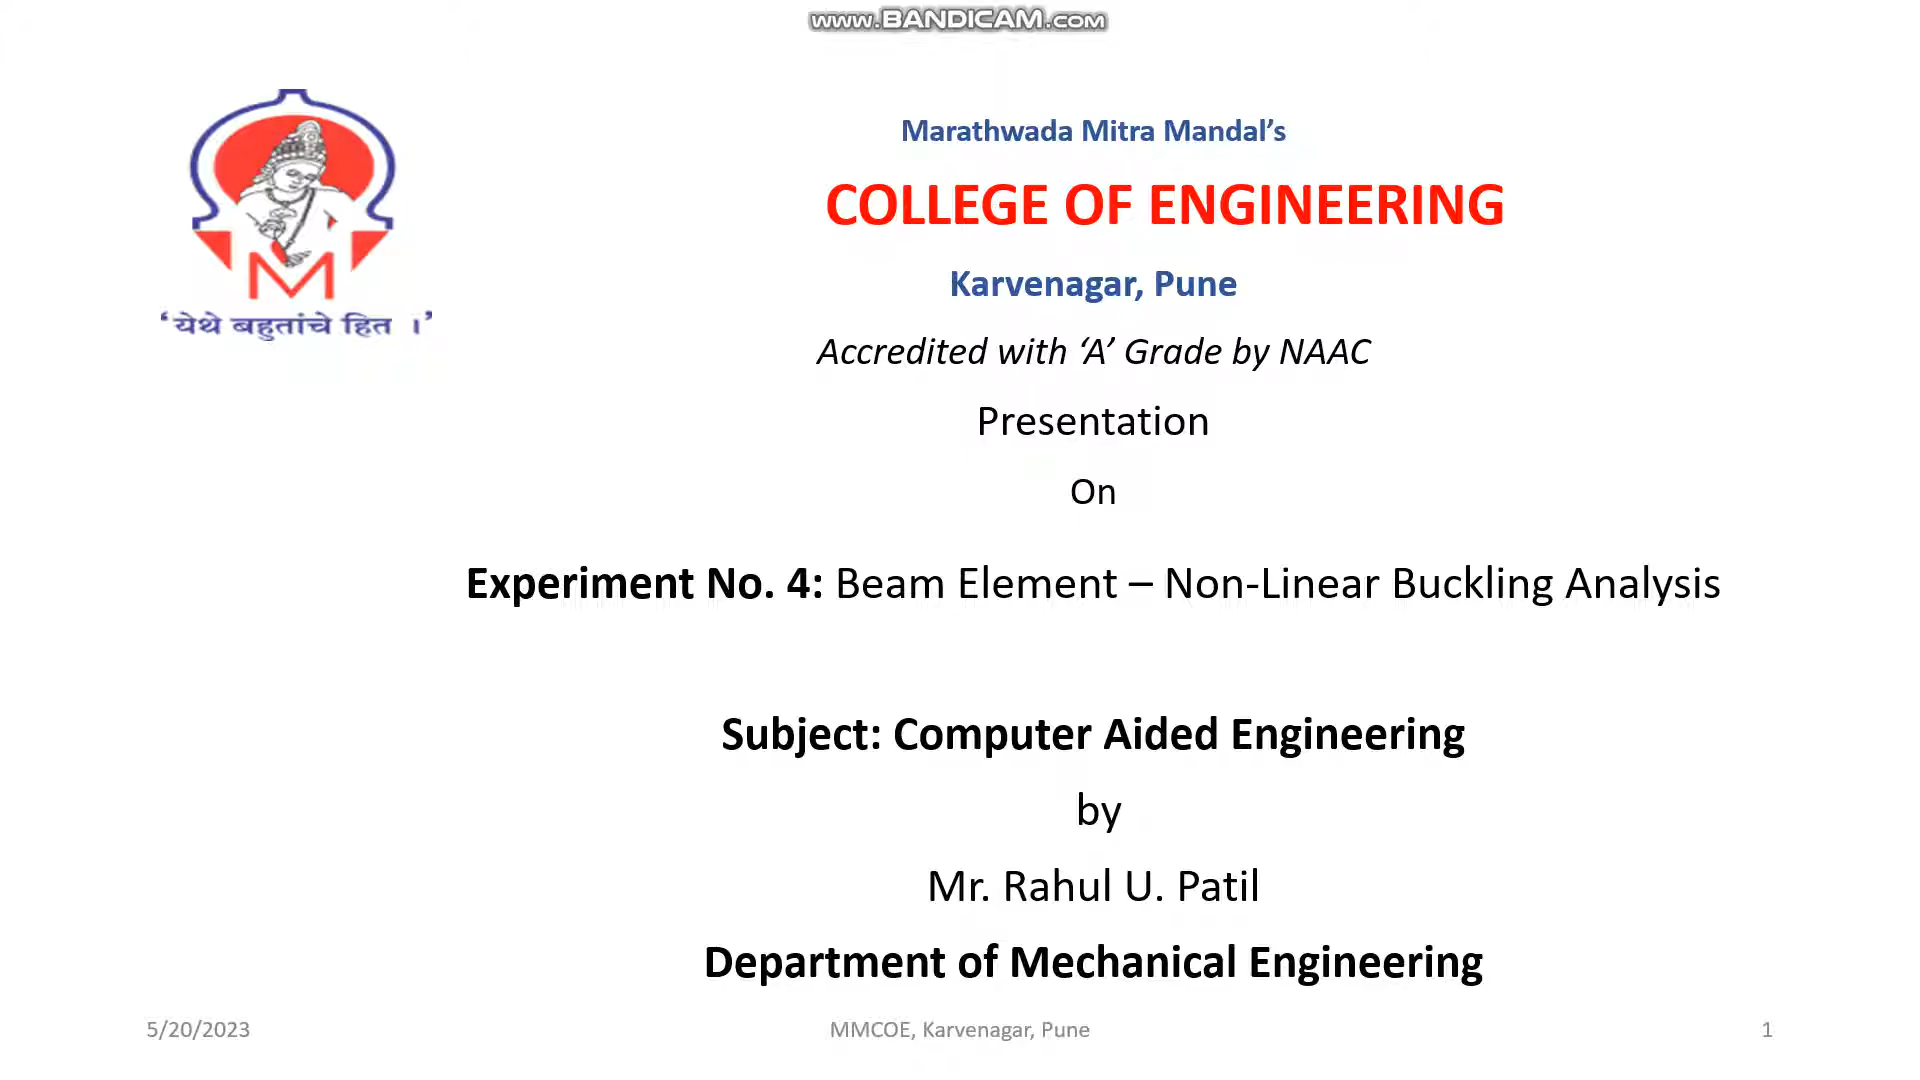 www.BANDICAM.com
Marathwada Mitra Mandal’s
COLLEGE OF ENGINEERING
Karvenagar, Pune
‘येथे बहुतांचे हित ।’
Accredited with ‘A’ Grade by NAAC
Presentation
On
Experiment No. 4: Beam Element – Non-Linear Buckling Analysis
Subject: Computer Aided Engineering
by
Mr. Rahul U. Patil
Department of Mechanical Engineering
5/20/2023 MMCOE, Karvenagar, Pune 1